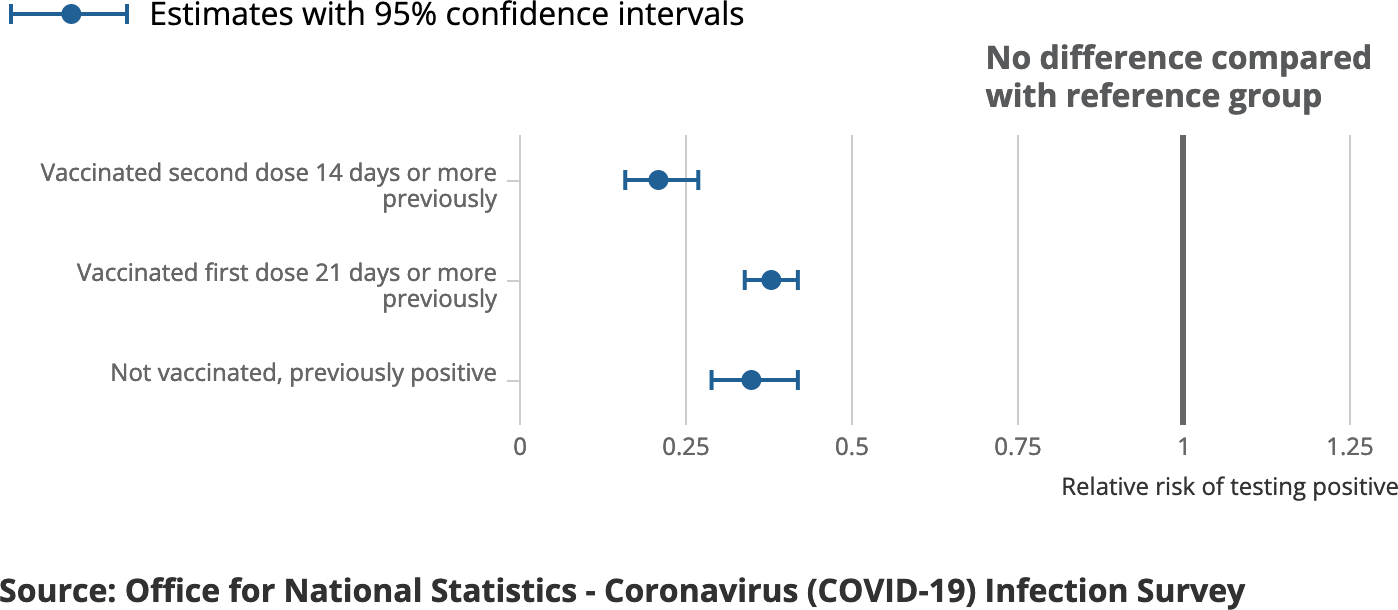 Estimates with 95% confidence intervals
No difference compared
with reference group
Vaccinated second dose 14 days or more
previously
Vaccinated first dose 21 days or more
previously
Not vaccinated, previously positive
0 0.25 0.5 0.75 1 1.25
Relative risk of testing positive
Source: Office for National Statistics - Coronavirus (COVID-19) Infection Survey